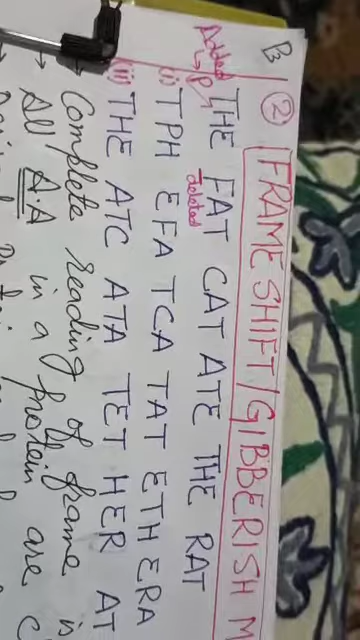 B
② FRAME SHIFT/GIBBERISH M
Added
P
THE FAT CAT ATE THE RAT
deleted
(i) TPH EFA TCA TAT ETH ERA
(ii) THE ATC ATA TET HER AT
→ Complete reading of frame is
→ All A.A in a protein are c